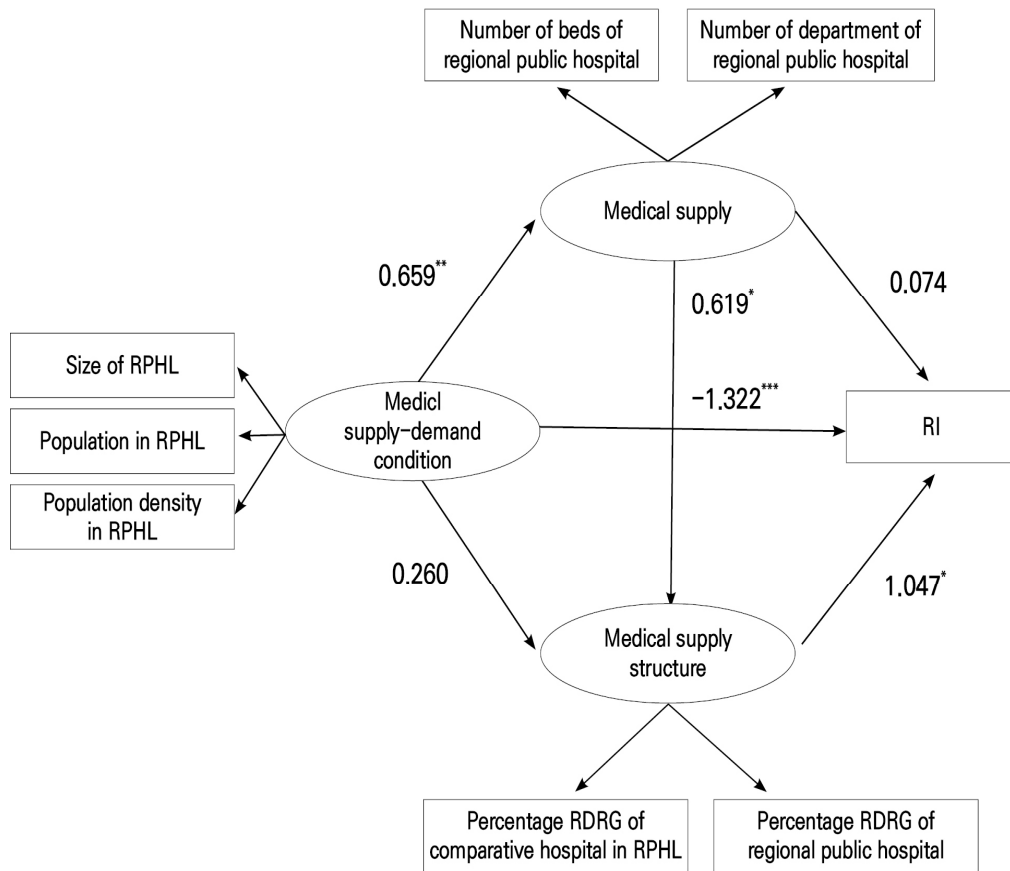 Number of beds of
regional public hospital
Number of department of
regional public hospital
Medical supply
0.659**
0.619*
0.074
Size of RPHL
Population in RPHL
Population density
in RPHL
Medicl
supply-demand
condition
-1.322***
RI
0.260
1.047*
Medical supply
structure
Percentage RDRG of
comparative hospital in RPHL
Percentage RDRG of
regional public hospital